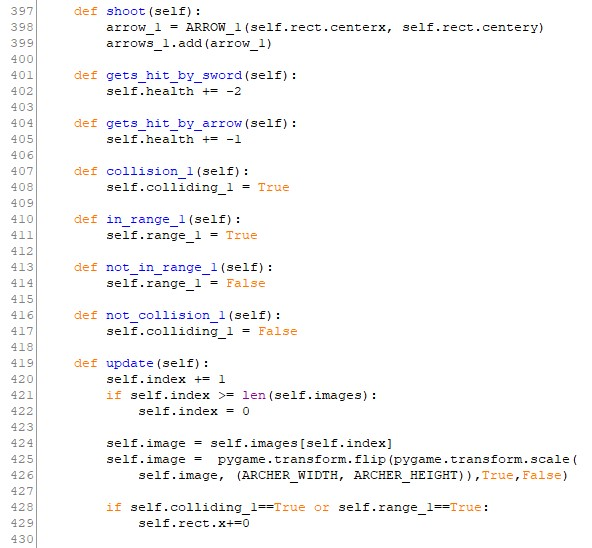 397     def shoot(self):
398         arrow_1 = ARROW_1(self.rect.centerx, self.rect.centery)
399         arrows_1.add(arrow_1)
400
401     def gets_hit_by_sword(self):
402         self.health += -2
403
404     def gets_hit_by_arrow(self):
405         self.health += -1
406
407     def collision_1(self):
408         self.colliding_1 = True
409
410     def in_range_1(self):
411         self.range_1 = True
412
413     def not_in_range_1(self):
414         self.range_1 = False
415
416     def not_collision_1(self):
417         self.colliding_1 = False
418
419     def update(self):
420         self.index += 1
421         if self.index >= len(self.images):
422             self.index = 0
423
424         self.image = self.images[self.index]
425         self.image =  pygame.transform.flip(pygame.transform.scale(
426             self.image, (ARCHER_WIDTH, ARCHER_HEIGHT)),True,False)
427
428         if self.colliding_1==True or self.range_1==True:
429             self.rect.x+=0
430